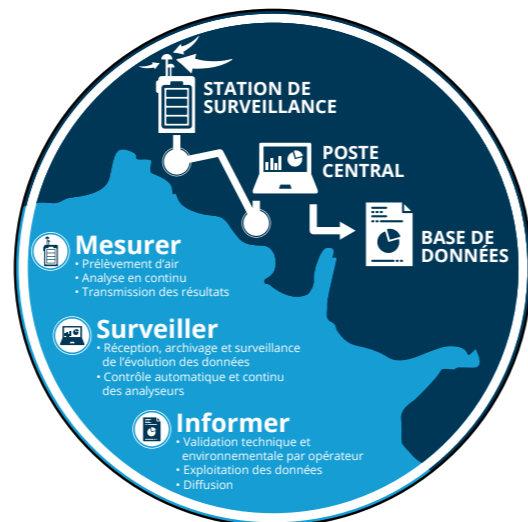 STATION DE
SURVEILLANCE
POSTE
CENTRAL
BASE DE
DONNÉES
Mesurer
• Prélèvement d'air
• Analyse en continu
• Transmission des résultats
Surveiller
• Réception, archivage et surveillance
de l'évolution des données
• Contrôle automatique et continu
des analyseurs
Informer
• Validation technique et
environnementale par opérateur
• Exploitation des données
• Diffusion